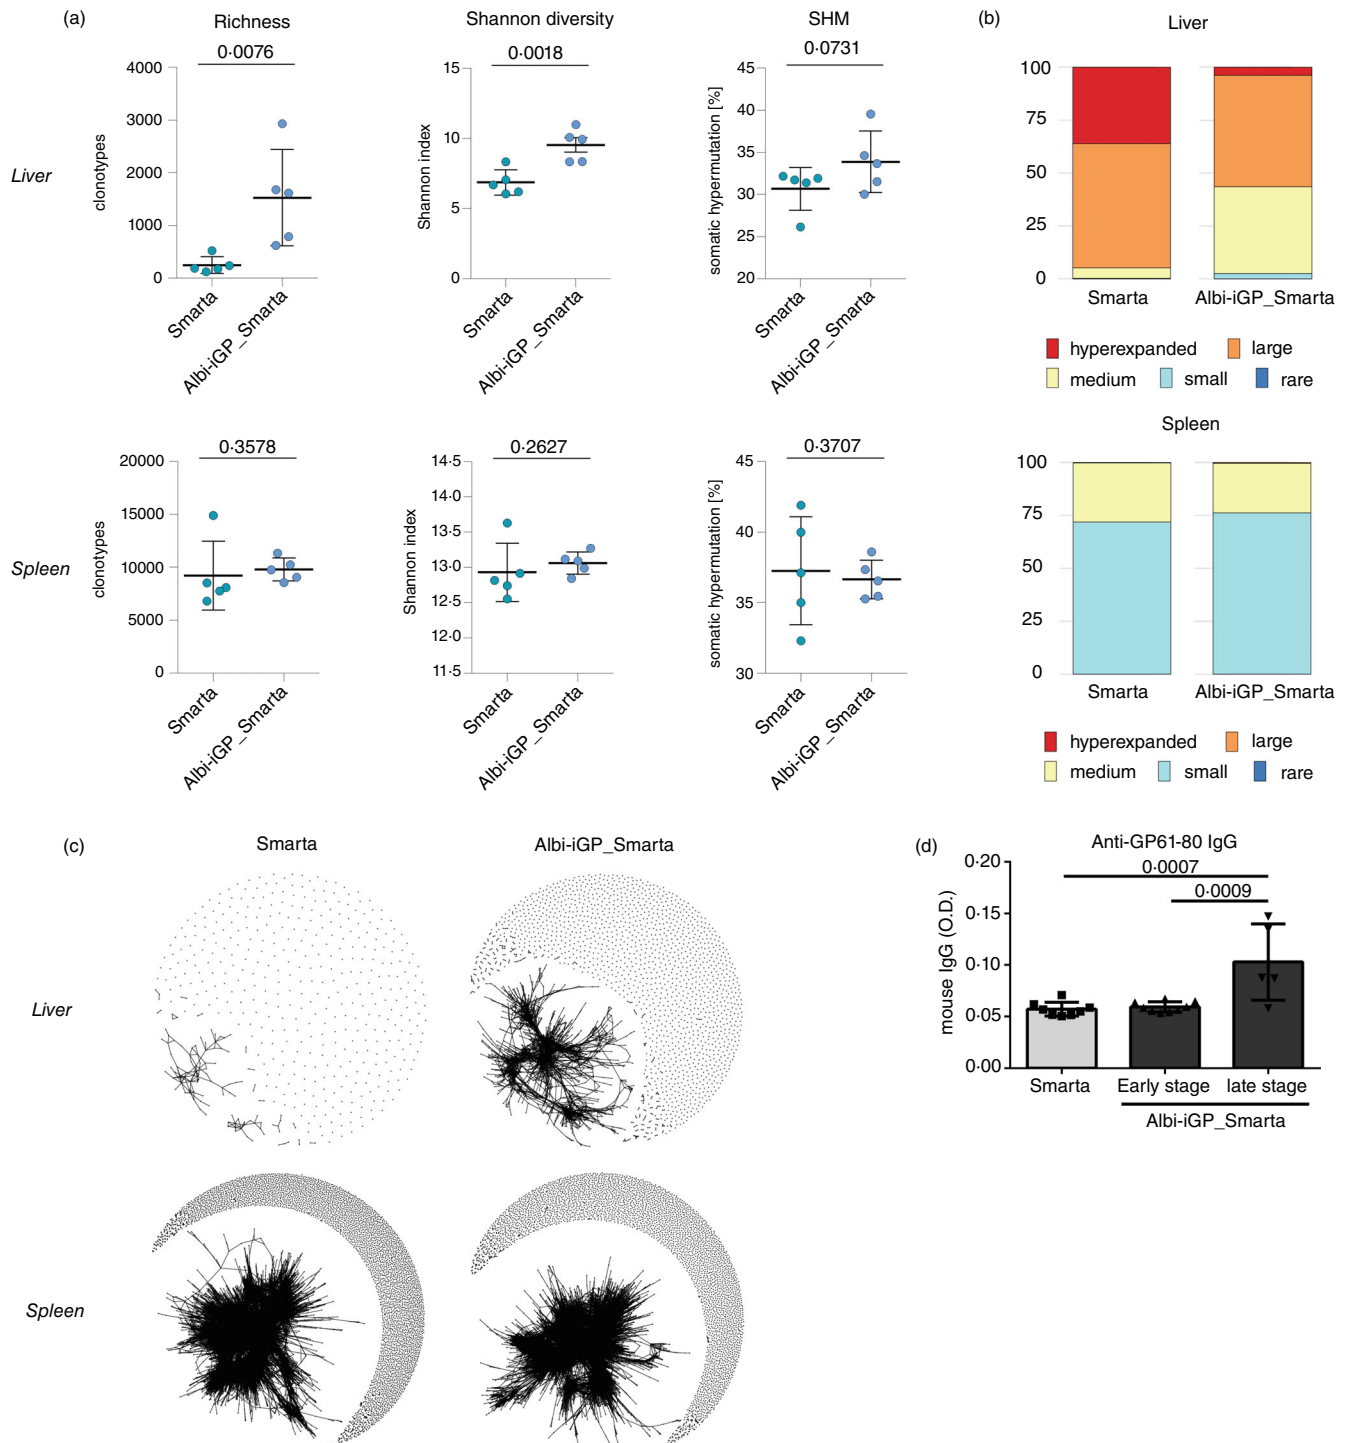 (a)
Richness
Shannon diversity
SHM
(b)
Liver
0·0076
0·0018
0·0731
Liver
clonotypes
4000
3000
2000
1000
0
Smarta
Albi-iGP_Smarta
Shannon index
15
10
5
0
Smarta
Albi-iGP_Smarta
somatic hypermutation [%]
45
40
35
30
25
20
Smarta
Albi-iGP_Smarta
100
75
50
25
0
Smarta
Albi-iGP_Smarta
hyperexpanded
large
medium
small
rare
Spleen
0·3578
0·2627
0·3707
Spleen
clonotypes
20000
15000
10000
5000
0
Smarta
Albi-iGP_Smarta
Shannon index
14·5
14·0
13·5
13·0
12·5
12·0
11·5
Smarta
Albi-iGP_Smarta
somatic hypermutation [%]
45
40
35
30
Smarta
Albi-iGP_Smarta
100
75
50
25
0
Smarta
Albi-iGP_Smarta
hyperexpanded
large
medium
small
rare
(c)
Smarta
Albi-iGP_Smarta
Liver
Spleen
(d)
Anti-GP61-80 IgG
0·0007
0·0009
mouse IgG (O.D.)
0·20
0·15
0·10
0·05
0·00
Smarta
Early stage
late stage
Albi-iGP_Smarta